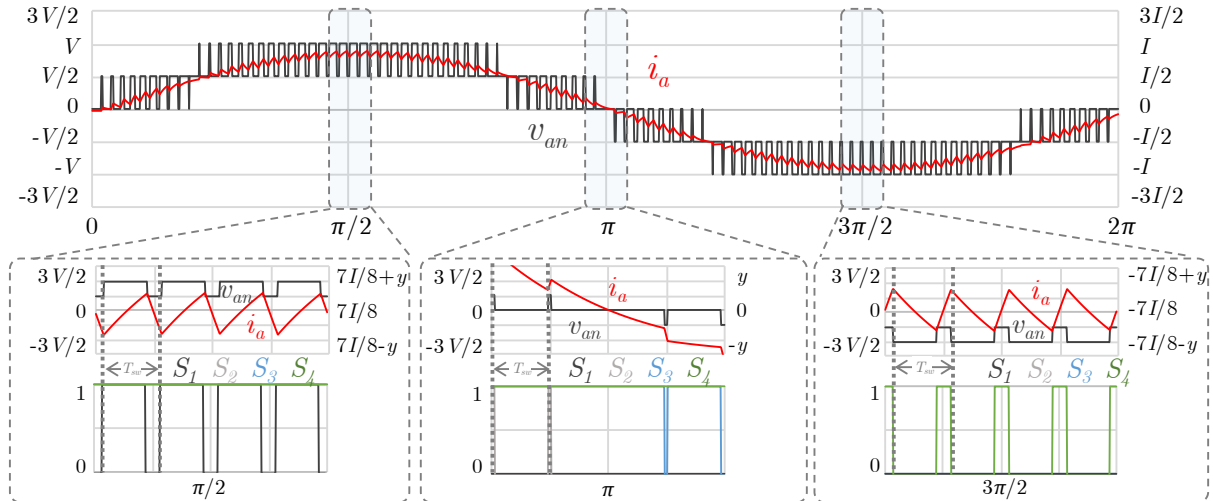 3V/2 3I/2
V I
V/2 i_a I/2
0 0
-V/2 v_an -I/2
-V -I
-3V/2 -3I/2
0 π/2 π 3π/2 2π
3V/2 v_an 7I/8+y
0 7I/8
-3V/2 i_a 7I/8-y
T_sw S_1 S_2 S_3 S_4
1
0
π/2
3V/2 i_a y
0 0
-3V/2 v_an -y
T_sw S_1 S_2 S_3 S_4
1
0
π
3V/2 i_a -7I/8+y
0 -7I/8
-3V/2 v_an -7I/8-y
T_sw S_1 S_2 S_3 S_4
1
0
3π/2